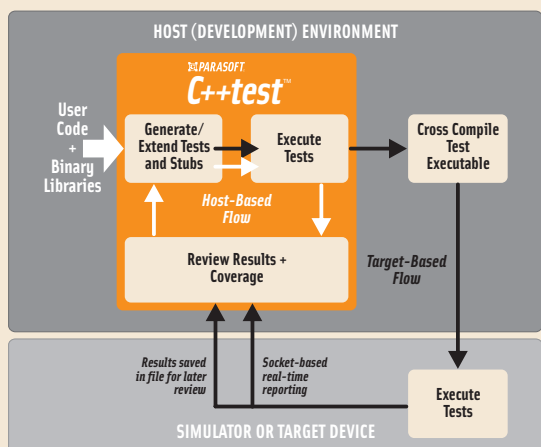 HOST (DEVELOPMENT) ENVIRONMENT
PARASOFT
C++test™
User
Code
+
Binary
Libraries
Generate/
Extend Tests
and Stubs
Execute
Tests
Cross Compile
Test
Executable
Host-Based
Flow
Review Results +
Coverage
Target-Based
Flow
Results saved
in file for later
review
Socket-based
real-time
reporting
Execute
Tests
SIMULATOR OR TARGET DEVICE